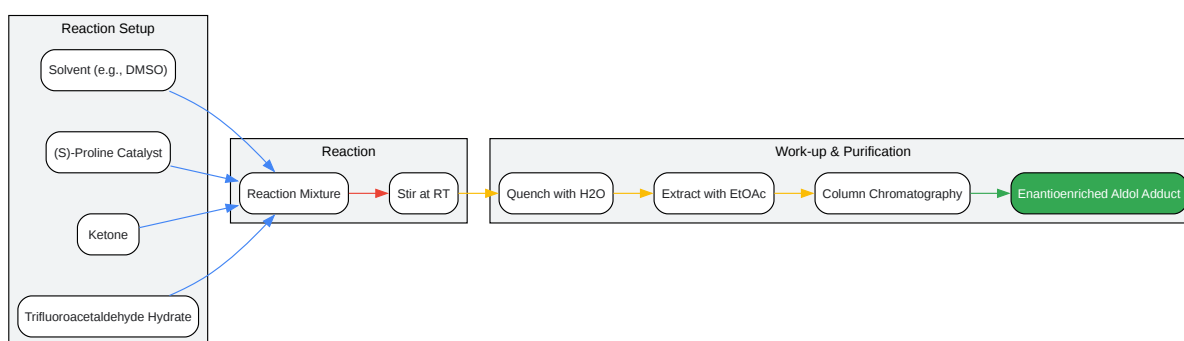 Reaction Setup
Solvent (e.g., DMSO)
(S)-Proline Catalyst
Ketone
Trifluoroacetaldehyde Hydrate
Reaction
Reaction Mixture
Stir at RT
Work-up & Purification
Quench with H2O
Extract with EtOAc
Column Chromatography
Enantioenriched Aldol Adduct